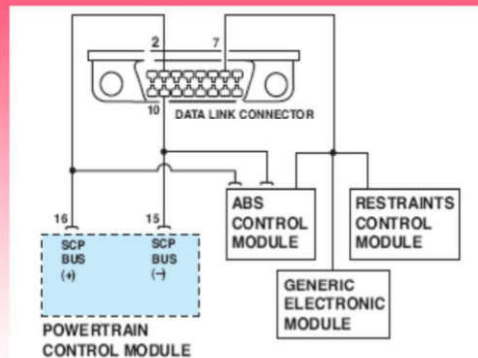 2
7
10
DATA LINK CONNECTOR
16
15
SCP
BUS
(+)
SCP
BUS
(–)
POWERTRAIN
CONTROL MODULE
ABS
CONTROL
MODULE
RESTRAINTS
CONTROL
MODULE
GENERIC
ELECTRONIC
MODULE